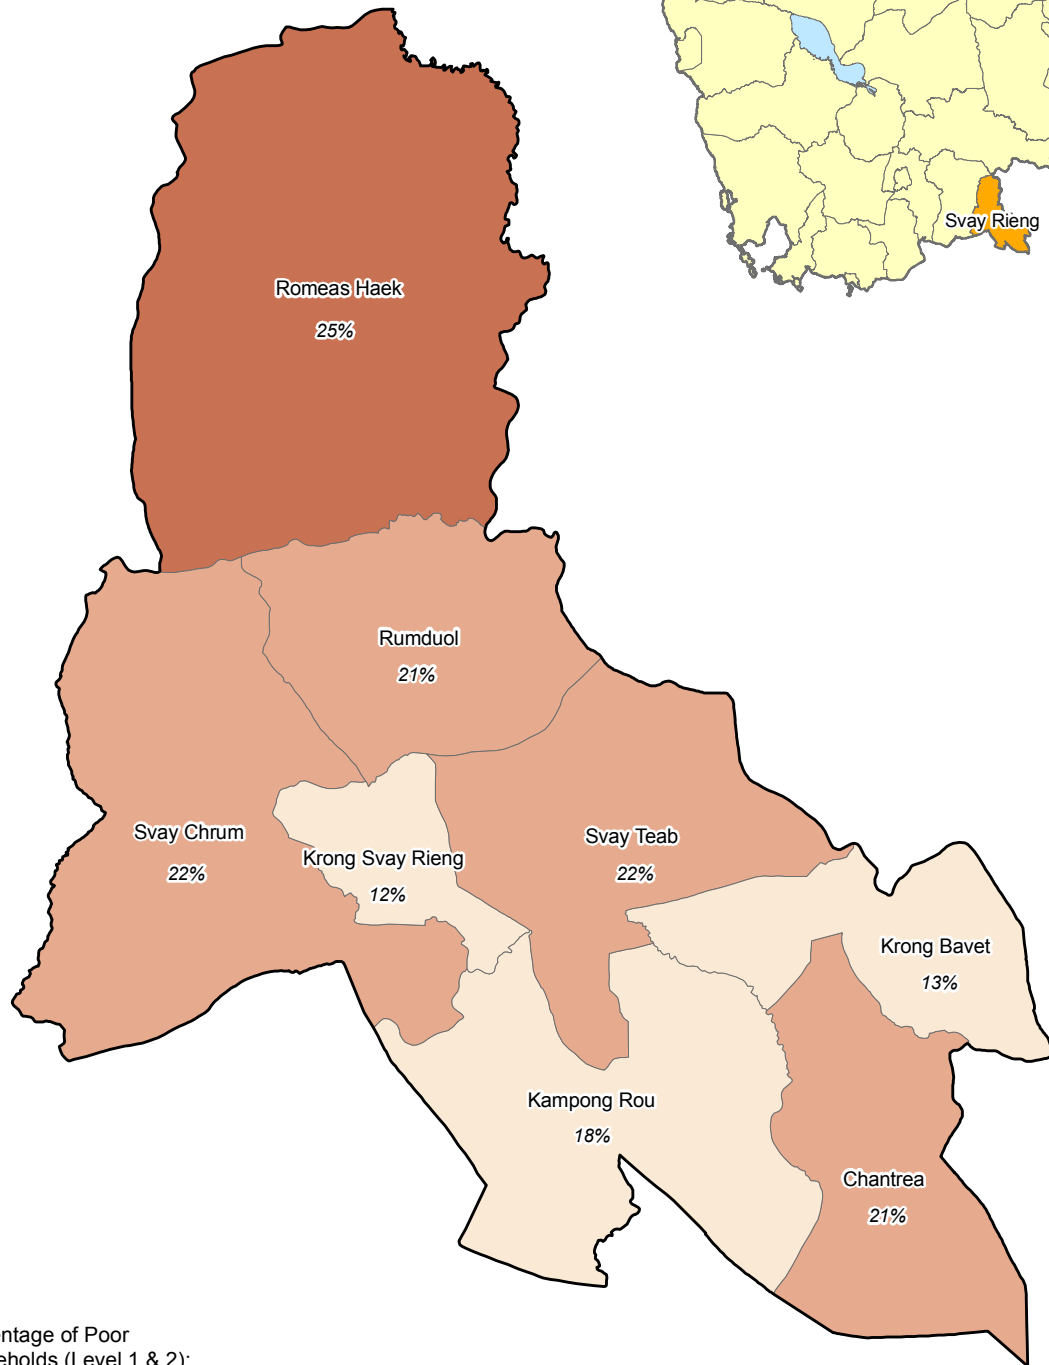 Svay Rieng
Romeas Haek
25%
Rumduol
21%
Svay Chrum
22%
Krong Svay Rieng
12%
Svay Teab
22%
Krong Bavet
13%
Kampong Rou
18%
Chantrea
21%
entage of Poor
eholds (Level 1 & 2):